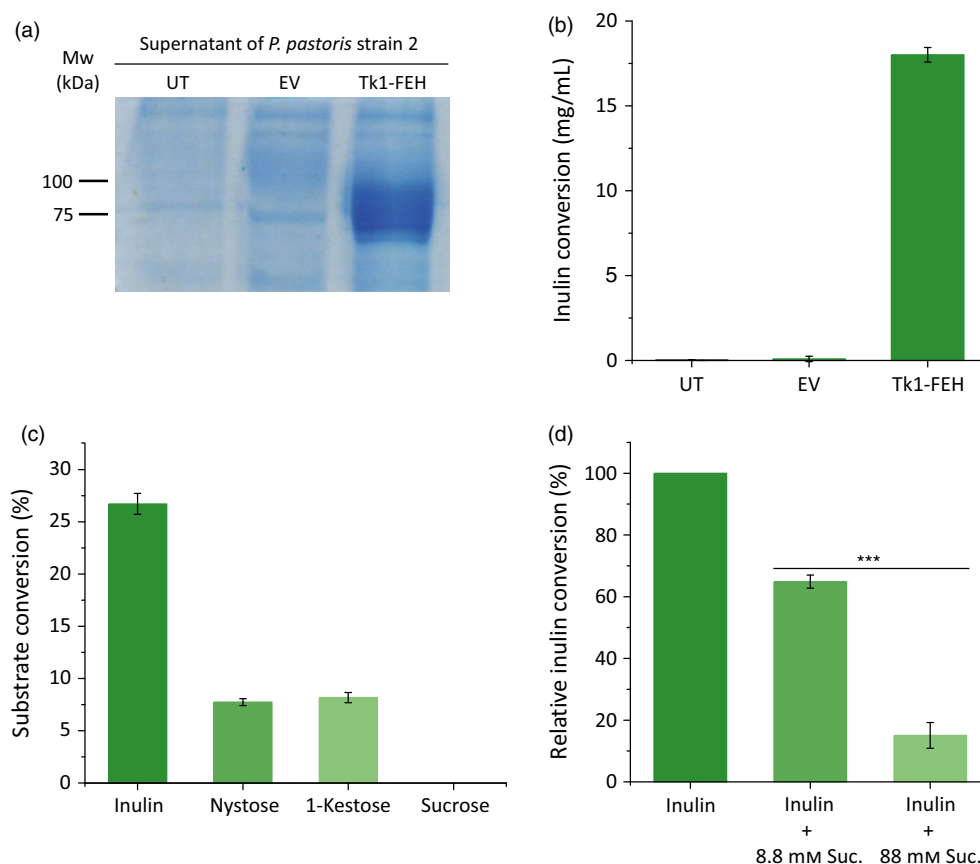 (a)
Supernatant of P. pastoris strain 2
Mw
(kDa)
UT EV Tk1-FEH
100
75
(b)
Inulin conversion (mg/mL)
20
15
10
5
0
UT EV Tk1-FEH
(c)
Substrate conversion (%)
30
25
20
15
10
5
0
Inulin Nystose 1-Kestose Sucrose
(d)
Relative inulin conversion (%)
100
80
60
40
20
0
***
Inulin Inulin Inulin
+ +
8.8 mM Suc. 88 mM Suc.